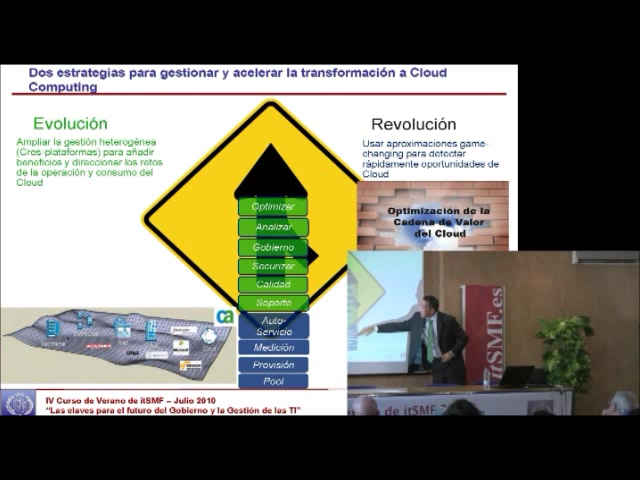 Dos estrategias para gestionar y acelerar la transformación a Cloud
Computing
Evolución
Ampliar la gestión heterogénea
(Cros-plataformas) para añadir
beneficios y direccionar los retos
de la operación y consumo del
Cloud
Revolución
Usar aproximaciones game-
changing para detectar
rápidamente oportunidades de
Cloud
Optimización de la
Cadena de Valor
del Cloud
Optimizar
Analizar
Gobierno
Securizar
Calidad
Soporte
Auto-
Servicio
Medición
Provisión
Pool
ca
itSMF.es
IV Curso de Verano de itSMF – Julio 2010
“Las claves para el futuro del Gobierno y la Gestión de las TI”